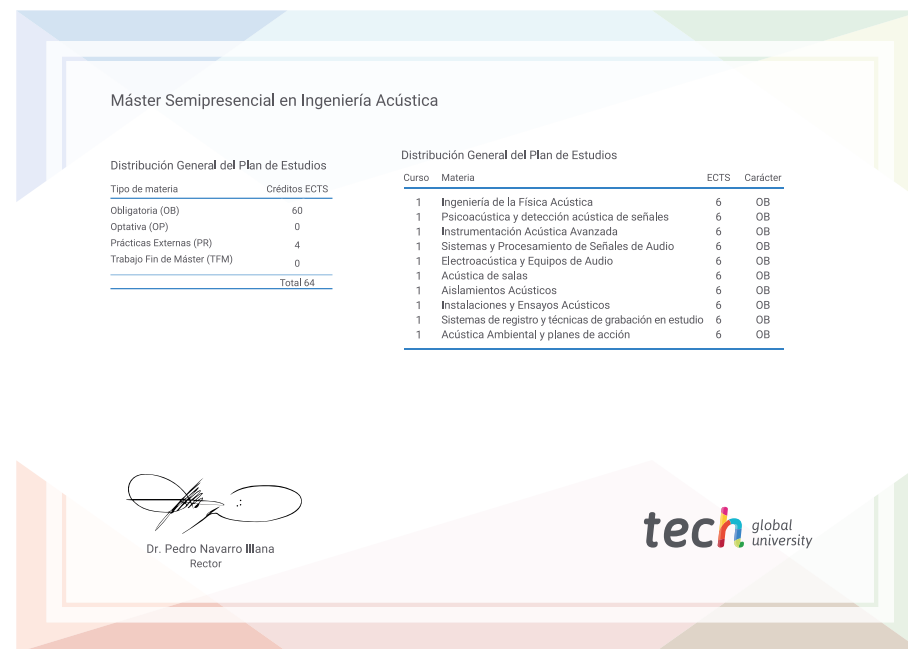 Máster Semipresencial en Ingeniería Acústica
Distribución General del Plan de Estudios
Tipo de materia Créditos ECTS
Obligatoria (OB) 60
Optativa (OP) 0
Prácticas Externas (PR) 4
Trabajo Fin de Máster (TFM) 0
Total 64
Distribución General del Plan de Estudios
Curso Materia ECTS Carácter
1 Ingeniería de la Física Acústica 6 OB
1 Psicoacústica y detección acústica de señales 6 OB
1 Instrumentación Acústica Avanzada 6 OB
1 Sistemas y Procesamiento de Señales de Audio 6 OB
1 Electroacústica y Equipos de Audio 6 OB
1 Acústica de salas 6 OB
1 Aislamientos Acústicos 6 OB
1 Instalaciones y Ensayos Acústicos 6 OB
1 Sistemas de registro y técnicas de grabación en estudio 6 OB
1 Acústica Ambiental y planes de acción 6 OB
Dr. Pedro Navarro Illana
Rector
tech global
university